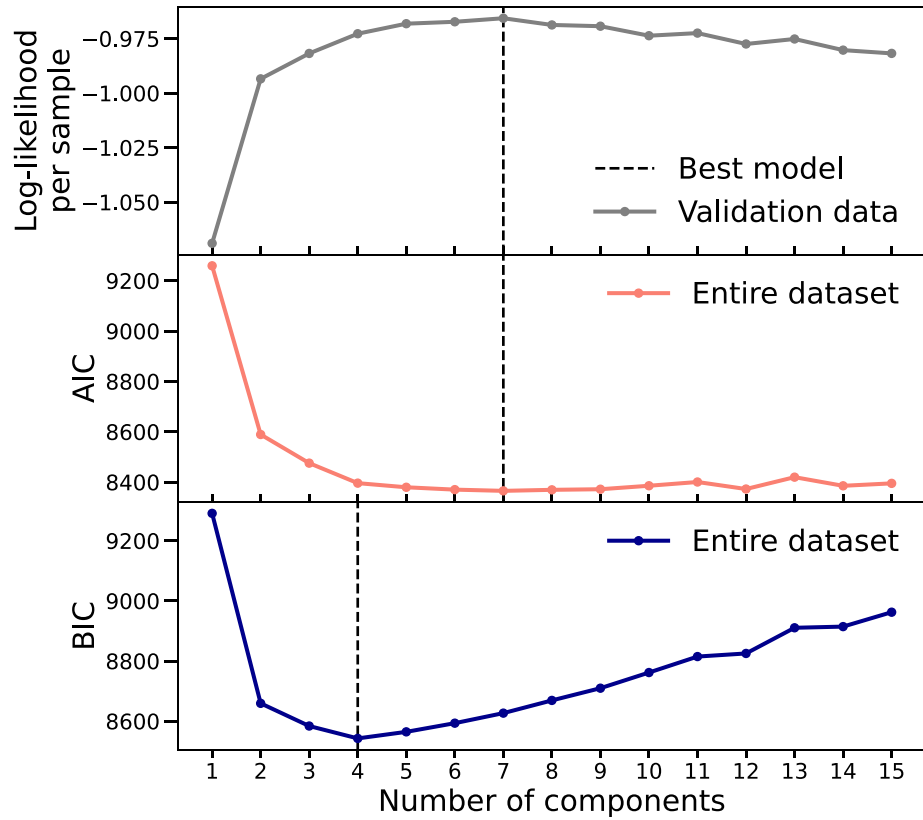 Log-likelihood
per sample
−0.975
−1.000
−1.025
−1.050
Best model
Validation data
AIC
9200
9000
8800
8600
8400
Entire dataset
BIC
9200
9000
8800
8600
Entire dataset
1 2 3 4 5 6 7 8 9 10 11 12 13 14 15
Number of components